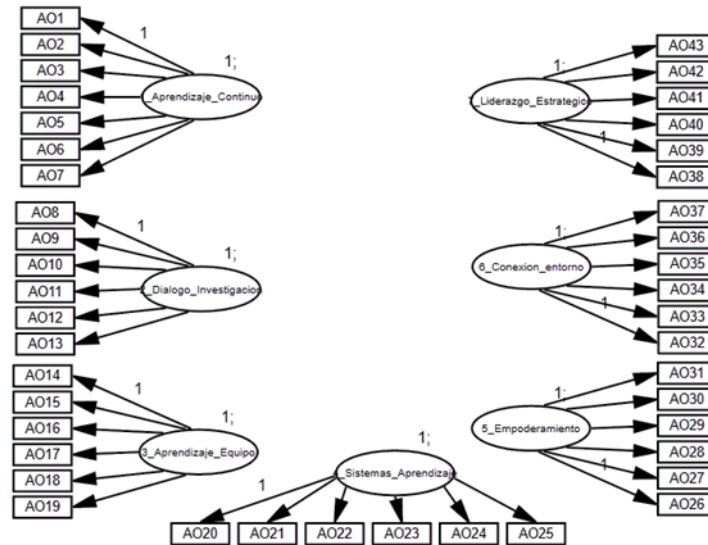 AO1
AO2
AO3
AO4
AO5
AO6
AO7
1
1;
_Aprendizaje_Continuo
AO8
AO9
AO10
AO11
AO12
AO13
1
1;
_Dialogo_Investigacion
AO14
AO15
AO16
AO17
AO18
AO19
1
1;
3_Aprendizaje_Equipo
1;
_Sistemas_Aprendizaje
1
AO20
AO21
AO22
AO23
AO24
AO25
AO43
AO42
AO41
AO40
AO39
AO38
1;
1
_Liderazgo_Estrategico
AO37
AO36
AO35
AO34
AO33
AO32
1;
1
6_Conexion_entorno
AO31
AO30
AO29
AO28
AO27
AO26
1;
1
5_Empoderamiento